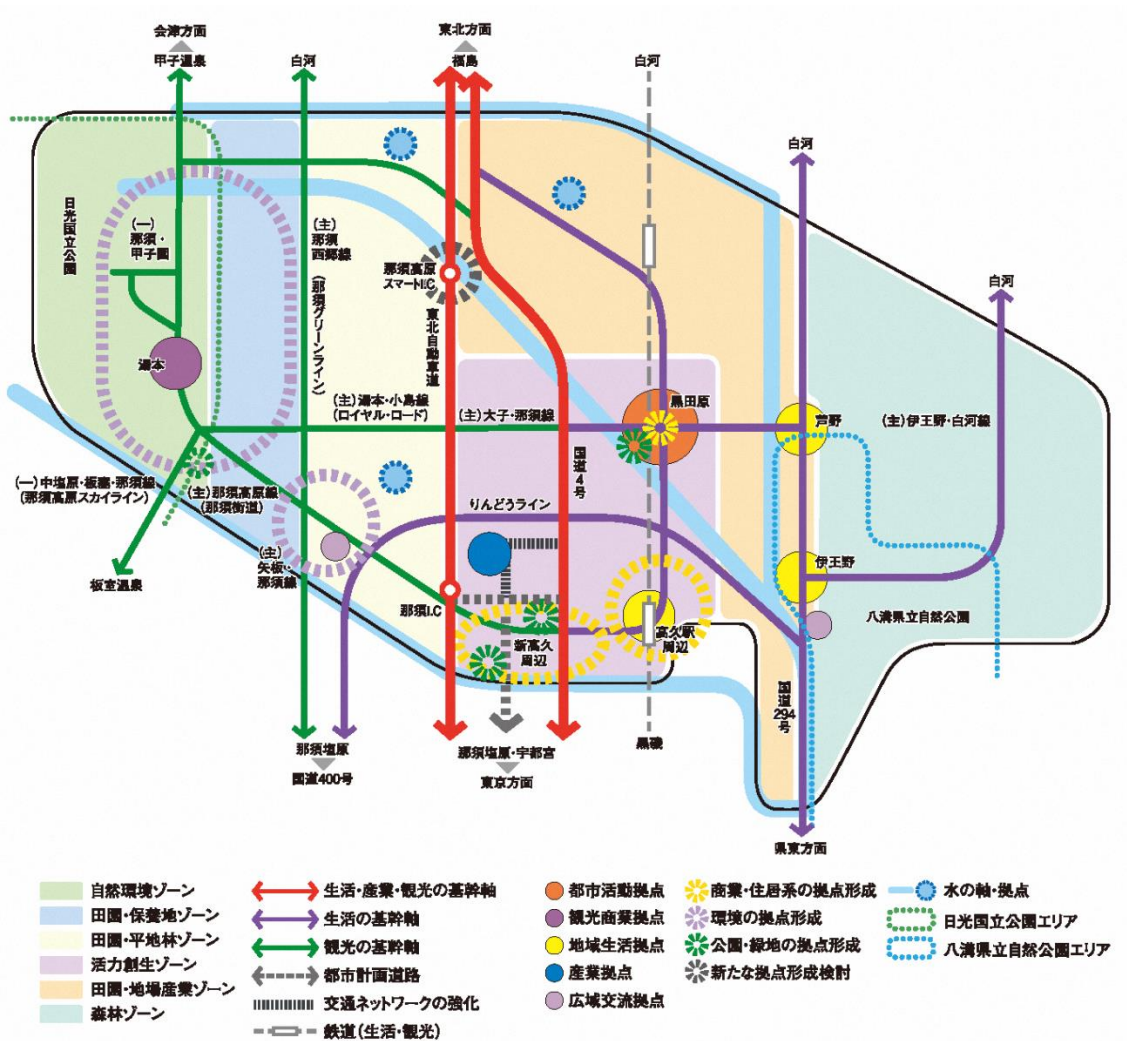 会津方面
甲子温泉
白河
東北方面
福島
白河
白河
白河
日光国立公園
(一)
那須・
甲子園
(主)
那須
西郷線
(那須グリーンライン)
那須高原
スマートI.C
東北自動車道
湯本
(主)湯本・小島線
(ロイヤル・ロード)
(主)大子・那須線
黒田原
芦野
(主)伊王野・白河線
国道4号
(一)中塩原・板室・那須線
(那須高原スカイライン)
(主)那須高原線
(那須街道)
りんどうライン
(主)
矢板・
那須線
板室温泉
那須I.C
新高久
周辺
高久駅
周辺
伊王野
八溝県立自然公園
国道
294
号
那須塩原
国道400号
那須塩原・宇都宮
東京方面
黒磯
県東方面
自然環境ゾーン
田園・保養地ゾーン
田園・平地林ゾーン
活力創生ゾーン
田園・地場産業ゾーン
森林ゾーン
生活・産業・観光の基幹軸
生活の基幹軸
観光の基幹軸
都市計画道路
交通ネットワークの強化
鉄道(生活・観光)
都市活動拠点
観光商業拠点
地域生活拠点
産業拠点
広域交流拠点
商業・住居系の拠点形成
環境の拠点形成
公園・緑地の拠点形成
新たな拠点形成検討
水の軸・拠点
日光国立公園エリア
八溝県立自然公園エリア